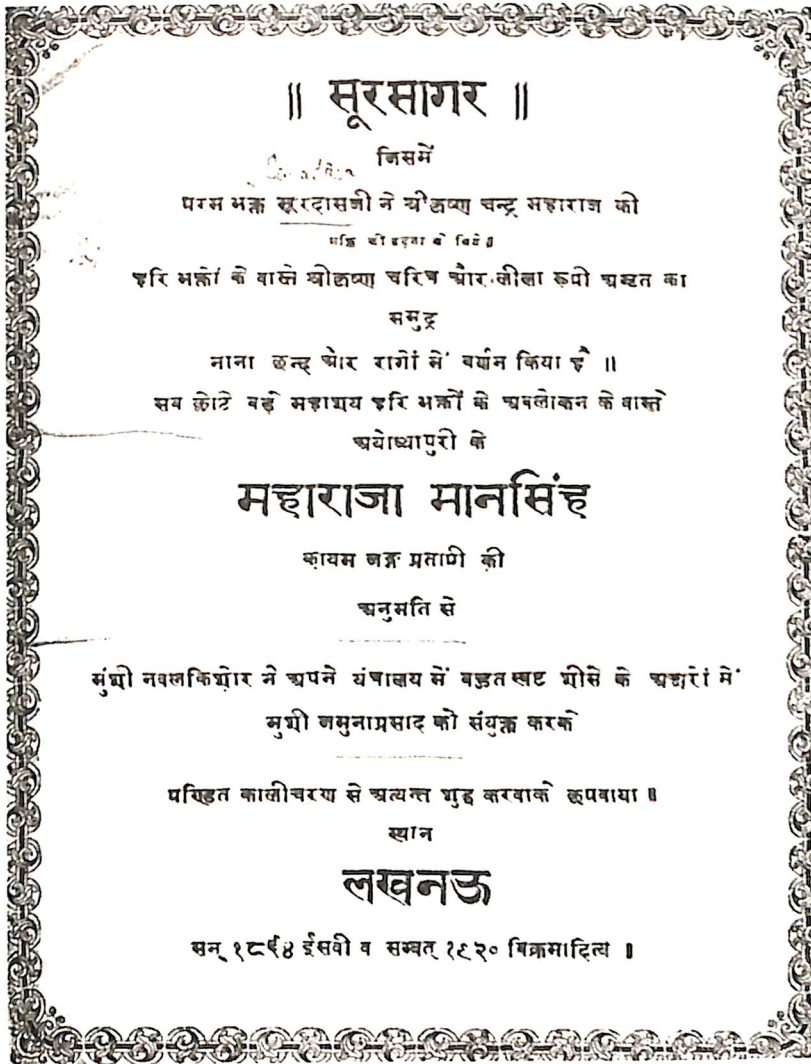 ॥ सूरसागर ॥
जिसमें
परम भक्त सूरदासजी ने श्रीकृष्ण चन्द्र महाराज की
भक्ति की दृढ़ता के लिये॥
हरि भक्तों के वास्ते श्रीकृष्ण चरित्र और लीला रूपी अमृत का
समुद्र
नाना छन्द और रागों में वर्णन किया है ॥
सब छोटे बड़े महाशय हरि भक्तों के अवलोकन के वास्ते
अयोध्यापुरी के
महाराजा मानसिंह
क़ायम जङ्ग प्रतापी की
अनुमति से
मुंशी नवलकिशोर ने अपने यंत्रालय में बहुत स्पष्ट शीसे के अक्षरों में
मुंशी जमुनाप्रसाद को संयुक्त करके
पण्डित कालीचरण से अत्यन्त शुद्ध करवाके छपवाया ॥
स्थान
लखनऊ
सन् १८६४ ईसवी व सम्बत् १९२० बिक्रमादित्य ॥